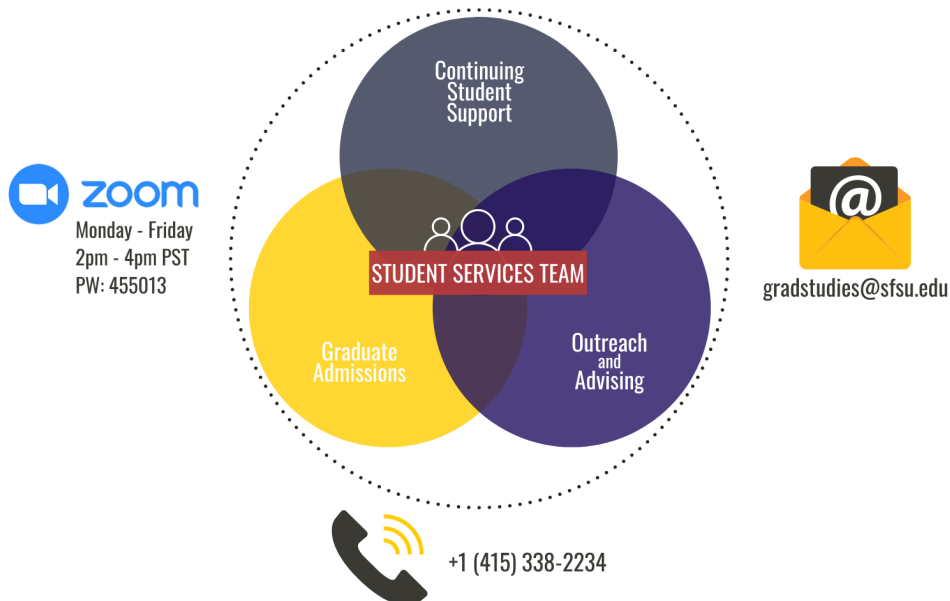 Continuing
Student
Support
zoom
Monday - Friday
2pm - 4pm PST
PW: 455013
STUDENT SERVICES TEAM
@
gradstudies@sfsu.edu
Graduate
Admissions
Outreach
and
Advising
+1 (415) 338-2234